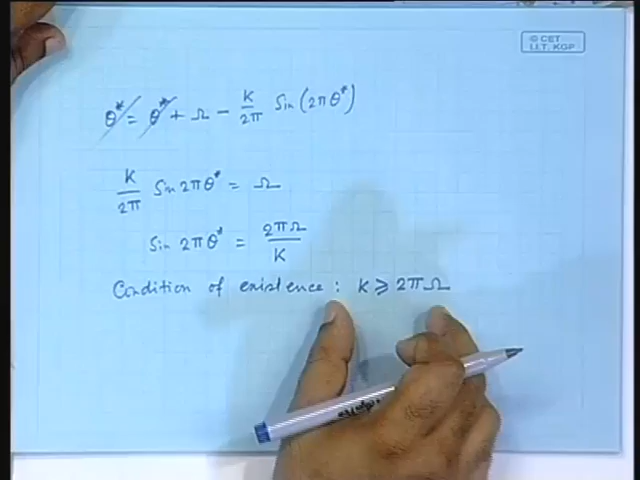 © CET
I.I.T. KGP
θ* = θ* + Ω − K/2π Sin (2πθ*)
K/2π Sin 2πθ* = Ω
Sin 2πθ* = 2πΩ/K
Condition of existence : K ⩾ 2πΩ